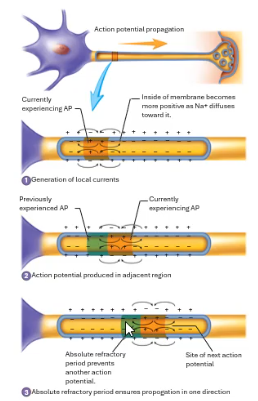 Action potential propagation
Currently
experiencing AP
Inside of membrane becomes
more positive as Na+ diffuses
toward it.
1 Generation of local currents
Previously
experienced AP
Currently
experiencing AP
2 Action potential produced in adjacent region
Absolute refractory
period prevents
another action
potential.
Site of next action
potential
3 Absolute refractory period ensures propagation in one direction